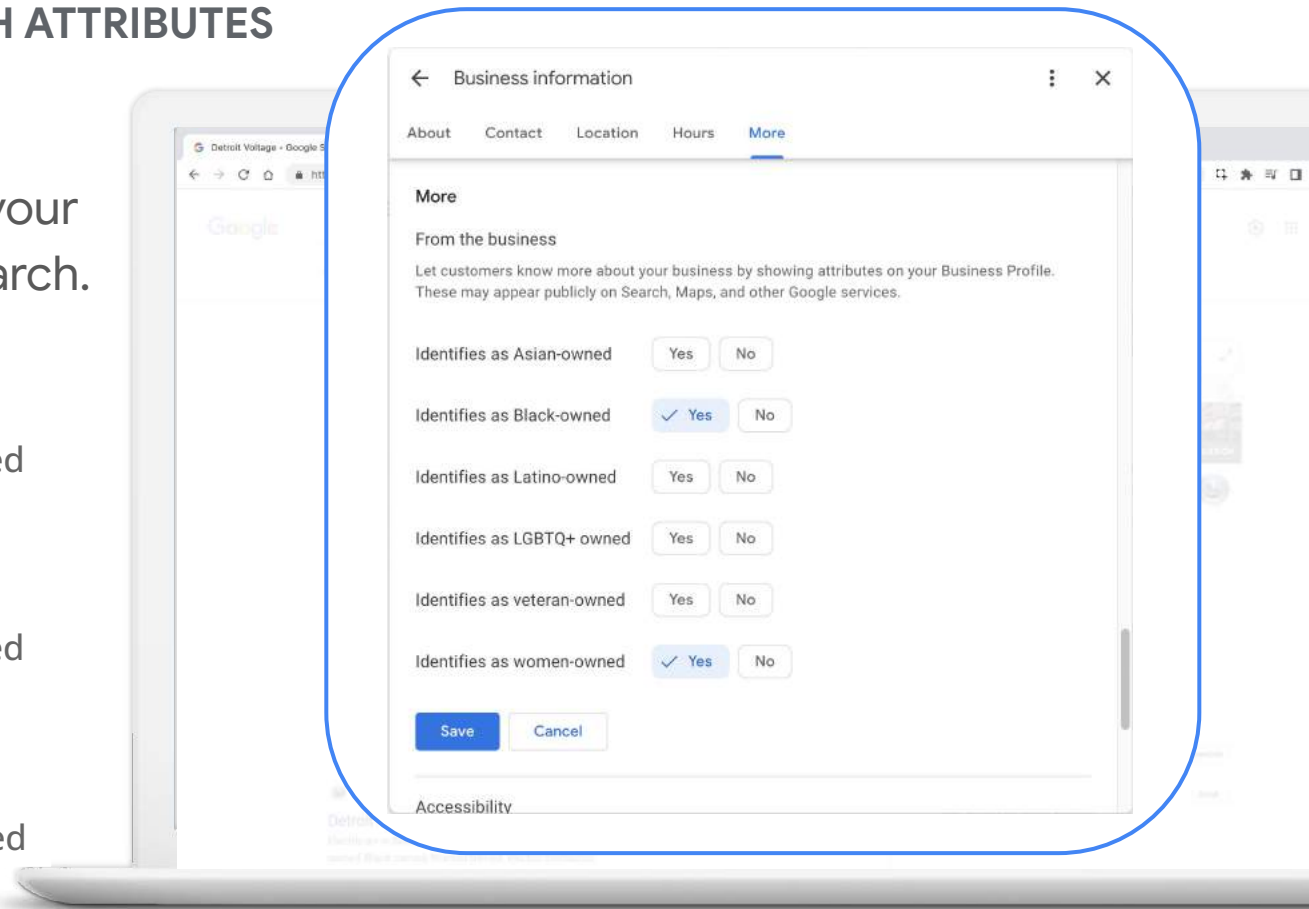 H ATTRIBUTES
your
arch.
ed
ed
ed
Detroit Voltage - Google S
htt
Google
Business information
About Contact Location Hours More
More
From the business
Let customers know more about your business by showing attributes on your Business Profile.
These may appear publicly on Search, Maps, and other Google services.
Identifies as Asian-owned Yes No
Identifies as Black-owned Yes No
Identifies as Latino-owned Yes No
Identifies as LGBTQ+ owned Yes No
Identifies as veteran-owned Yes No
Identifies as women-owned Yes No
Save Cancel
Accessibility
Detroi